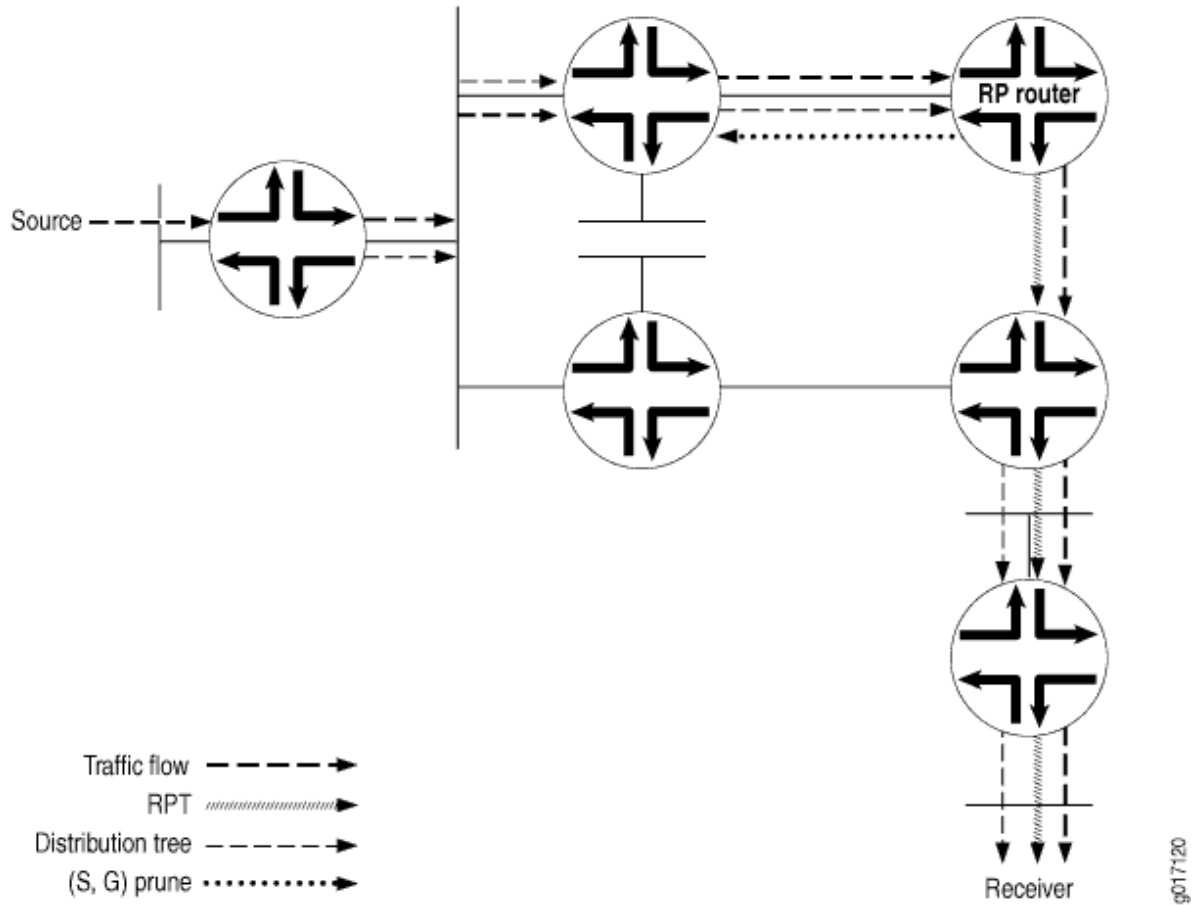 RP router
Source
Traffic flow
RPT
Distribution tree
(S, G) prune
Receiver
g017120